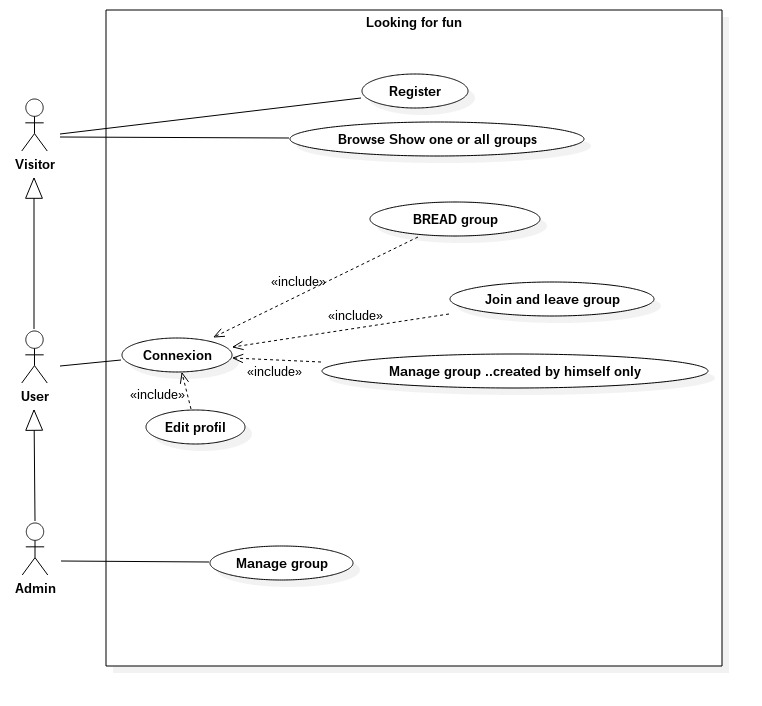 Looking for fun
Register
Browse Show one or all groups
Visitor
BREAD group
«include»
Join and leave group
«include»
Connexion
Manage group ..created by himself only
«include»
User
«include»
Edit profil
Manage group
Admin